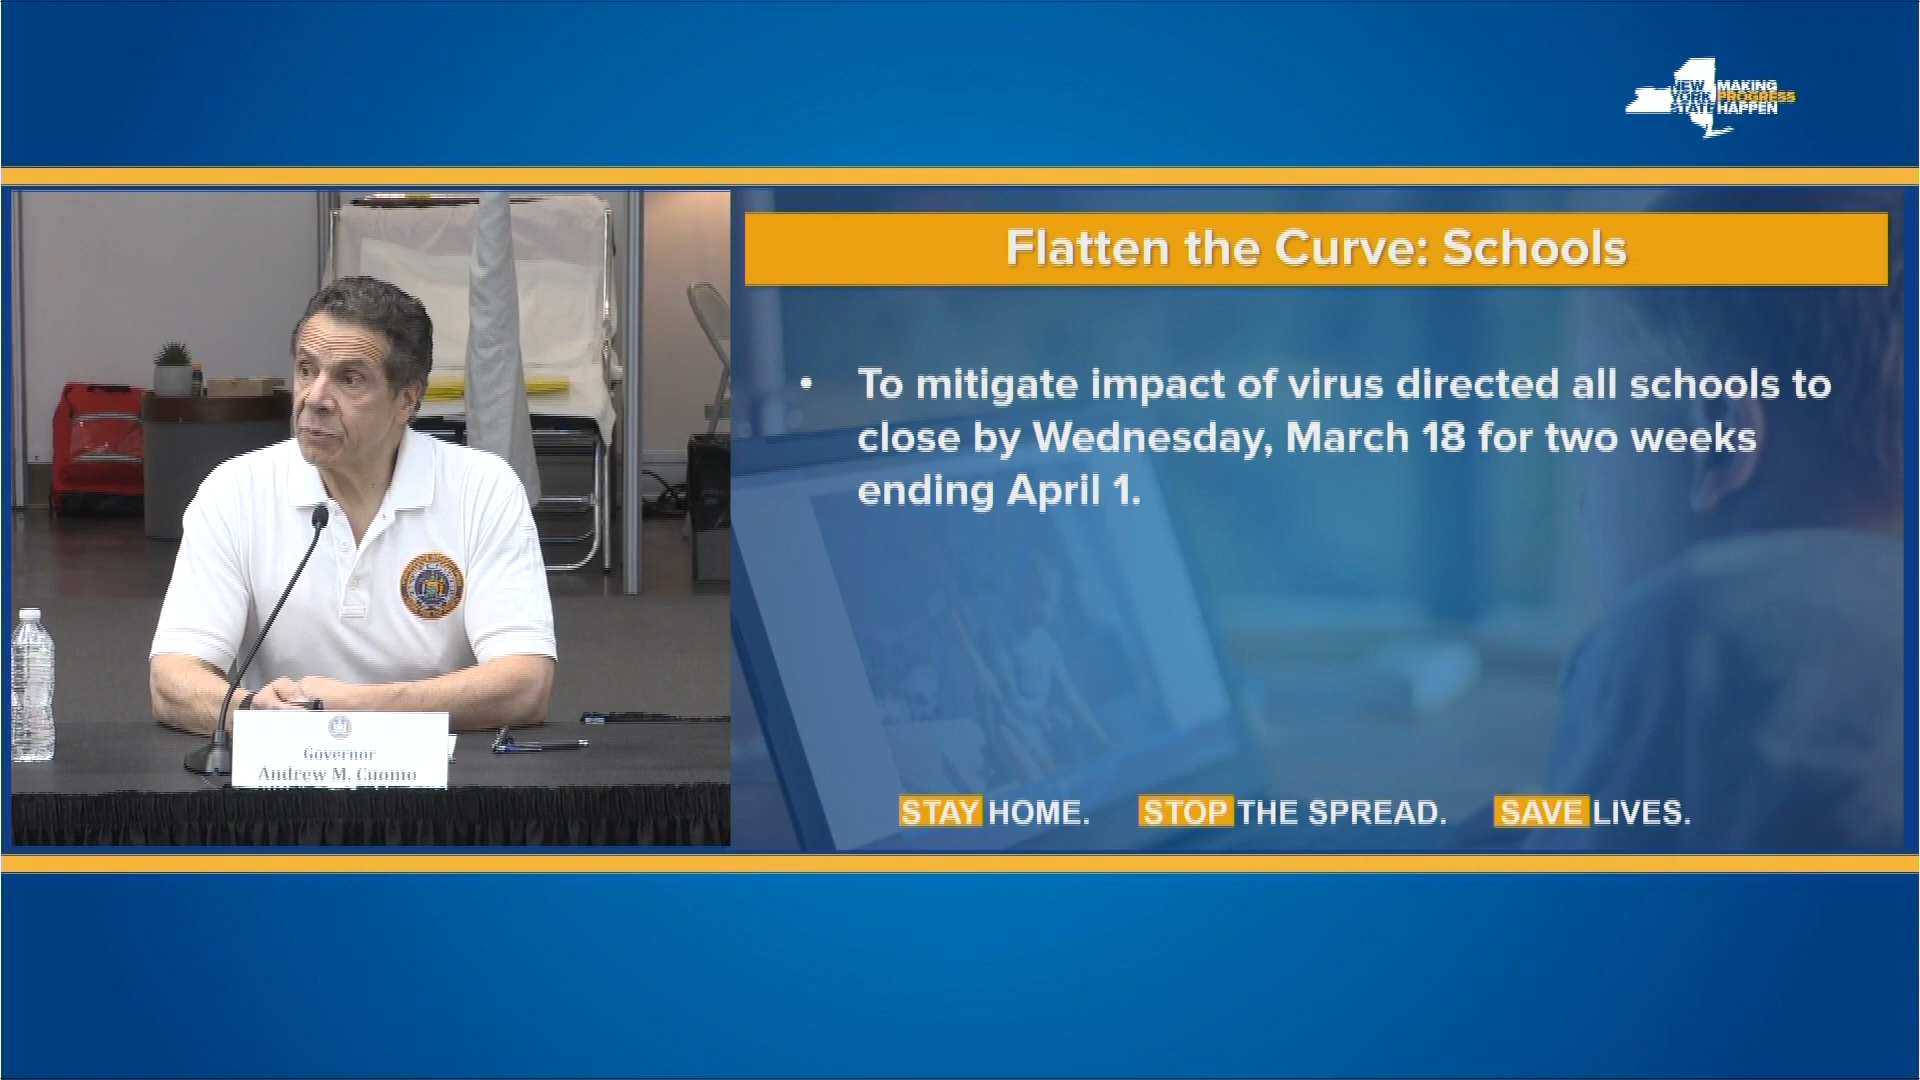 NEW
YORK
STATE
MAKING
PROGRESS
HAPPEN
Flatten the Curve: Schools
• To mitigate impact of virus directed all schools to
close by Wednesday, March 18 for two weeks
ending April 1.
STAY HOME. STOP THE SPREAD. SAVE LIVES.
Governor
Andrew M. Cuomo